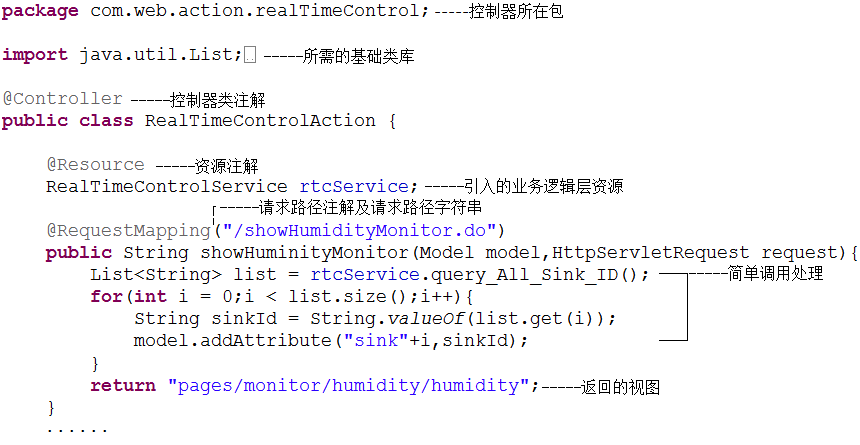 package com.web.action.realTimeControl; -----控制器所在包
import java.util.List; -----所需的基础类库
@Controller -----控制器类注解
public class RealTimeControlAction {
@Resource -----资源注解
RealTimeControlService rtcService; -----引入的业务逻辑层资源
-----请求路径注解及请求路径字符串
@RequestMapping("/showHumidityMonitor.do")
public String showHuminityMonitor(Model model,HttpServletRequest request){
List<String> list = rtcService.query_All_Sink_ID(); -----简单调用处理
for(int i = 0;i < list.size();i++){
String sinkId = String.valueOf(list.get(i));
model.addAttribute("sink"+i,sinkId);
}
return "pages/monitor/humidity/humidity"; -----返回的视图
}
......